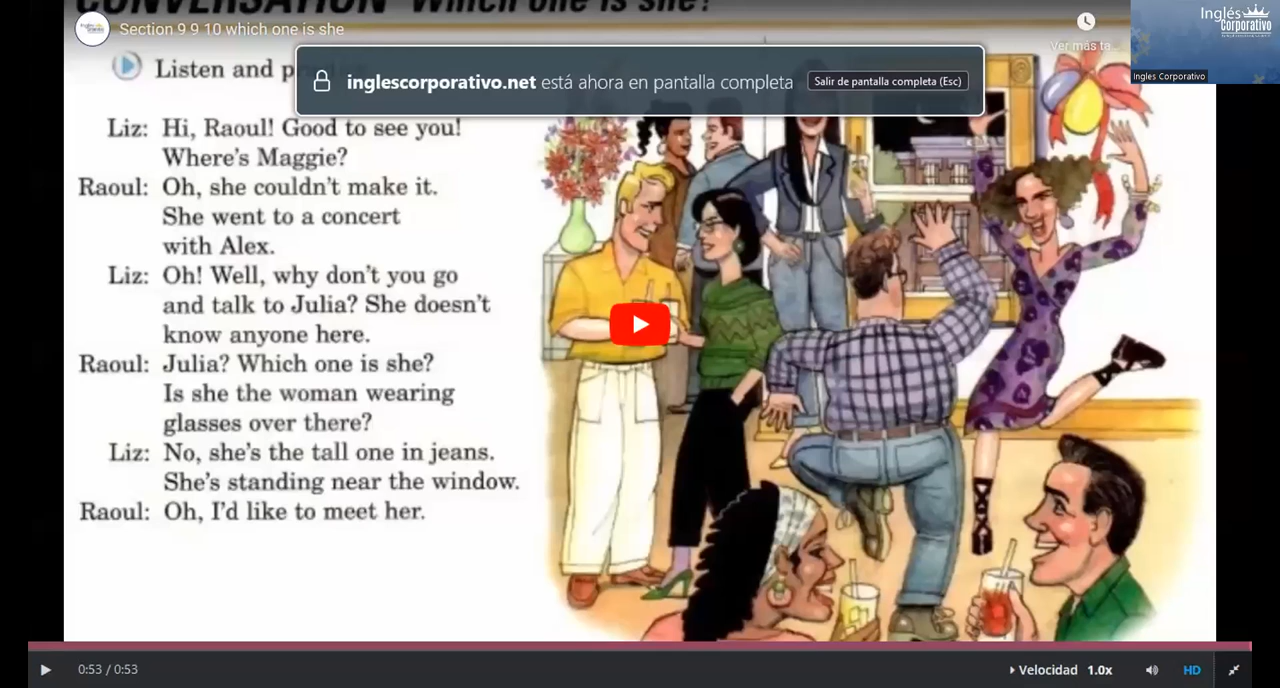 CONVERSATION Which one is she?
Section 9 9 10 which one is she
Ver más ta...
Inglés
Corporativo
Ingles Corporativo
Listen and
inglescorporativo.net está ahora en pantalla completa
Salir de pantalla completa (Esc)
Liz: Hi, Raoul! Good to see you!
Where's Maggie?
Raoul: Oh, she couldn't make it.
She went to a concert
with Alex.
Liz: Oh! Well, why don't you go
and talk to Julia? She doesn't
know anyone here.
Raoul: Julia? Which one is she?
Is she the woman wearing
glasses over there?
Liz: No, she's the tall one in jeans.
She's standing near the window.
Raoul: Oh, I'd like to meet her.
0:53 / 0:53
Velocidad 1.0x
HD